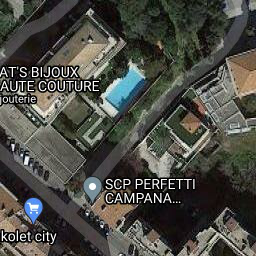 AT'S BIJOUX
AUTE COUTURE
jouterie
SCP PERFETTI
CAMPANA...
kolet city